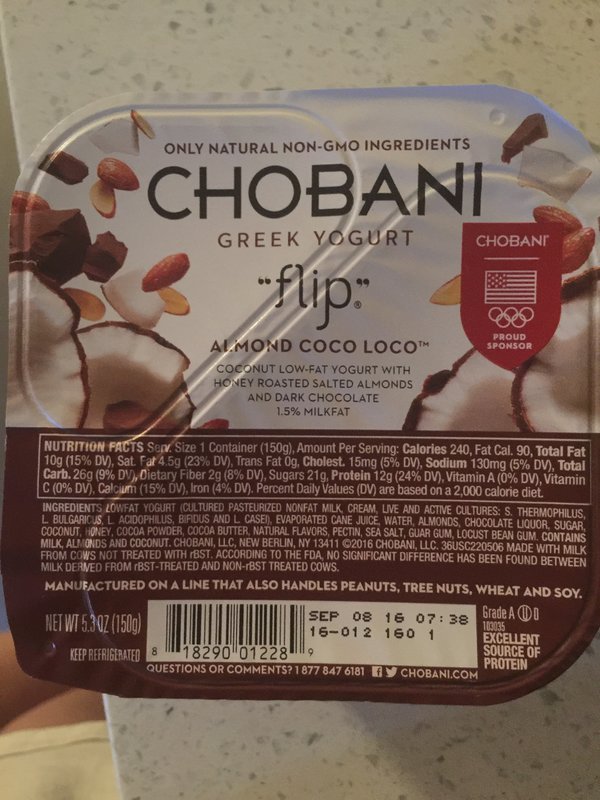 ONLY NATURAL NON-GMO INGREDIENTS
CHOBANI
GREEK YOGURT
"flip"®
ALMOND COCO LOCO™
COCONUT LOW-FAT YOGURT WITH
HONEY ROASTED SALTED ALMONDS
AND DARK CHOCOLATE
1.5% MILKFAT
CHOBANI
PROUD
SPONSOR
NUTRITION FACTS Serv. Size 1 Container (150g), Amount Per Serving: Calories 240, Fat Cal. 90, Total Fat
10g (15% DV), Sat. Fat 4.5g (23% DV), Trans Fat 0g, Cholest. 15mg (5% DV), Sodium 130mg (5% DV), Total
Carb. 26g (9% DV), Dietary Fiber 2g (8% DV), Sugars 21g, Protein 12g (24% DV), Vitamin A (0% DV), Vitamin
C (0% DV), Calcium (15% DV), Iron (4% DV). Percent Daily Values (DV) are based on a 2,000 calorie diet.
INGREDIENTS: LOWFAT YOGURT (CULTURED PASTEURIZED NONFAT MILK, CREAM, LIVE AND ACTIVE CULTURES: S. THERMOPHILUS,
L. BULGARICUS, L. ACIDOPHILUS, BIFIDUS AND L. CASEI), EVAPORATED CANE JUICE, WATER, ALMONDS, CHOCOLATE LIQUOR, SUGAR,
COCONUT, HONEY, COCOA POWDER, COCOA BUTTER, NATURAL FLAVORS, PECTIN, SEA SALT, GUAR GUM, LOCUST BEAN GUM. CONTAINS
MILK, ALMONDS AND COCONUT. CHOBANI, LLC, NEW BERLIN, NY 13411 ©2016 CHOBANI, LLC. 36USC220506 MADE WITH MILK
FROM COWS NOT TREATED WITH rBST. ACCORDING TO THE FDA, NO SIGNIFICANT DIFFERENCE HAS BEEN FOUND BETWEEN
MILK DERIVED FROM rBST-TREATED AND NON-rBST TREATED COWS.
MANUFACTURED ON A LINE THAT ALSO HANDLES PEANUTS, TREE NUTS, WHEAT AND SOY.
NET WT 5.3 OZ (150g)
KEEP REFRIGERATED
8 18290 01228 9
SEP 08 16 07:38
16-012 160 1
Grade A Ⓤ D
103035
EXCELLENT
SOURCE OF
PROTEIN
QUESTIONS OR COMMENTS? 1 877 847 6181 CHOBANI.COM